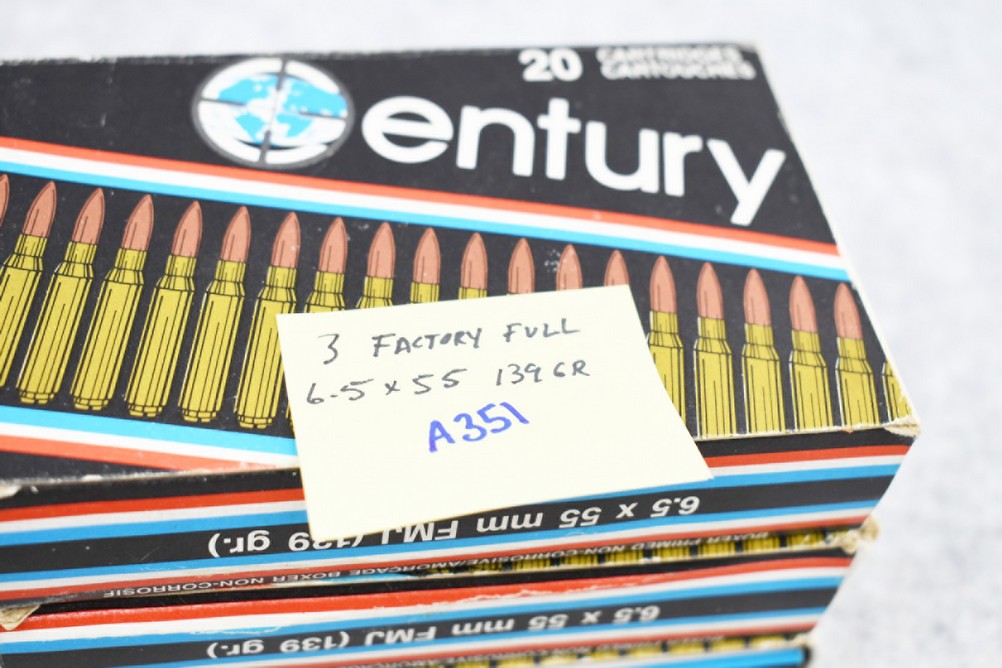 20 CARTRIDGES
CARTOUCHES
Century
3 FACTORY FULL
6.5 x 55 139 GR
A351
6.5 x 55 mm FMJ (139 gr.)
BOXER PRIMED NON-CORROSIVE/AMORCAGE BOXER NON-CORROSIF
6.5 x 55 mm FMJ (139 gr.)